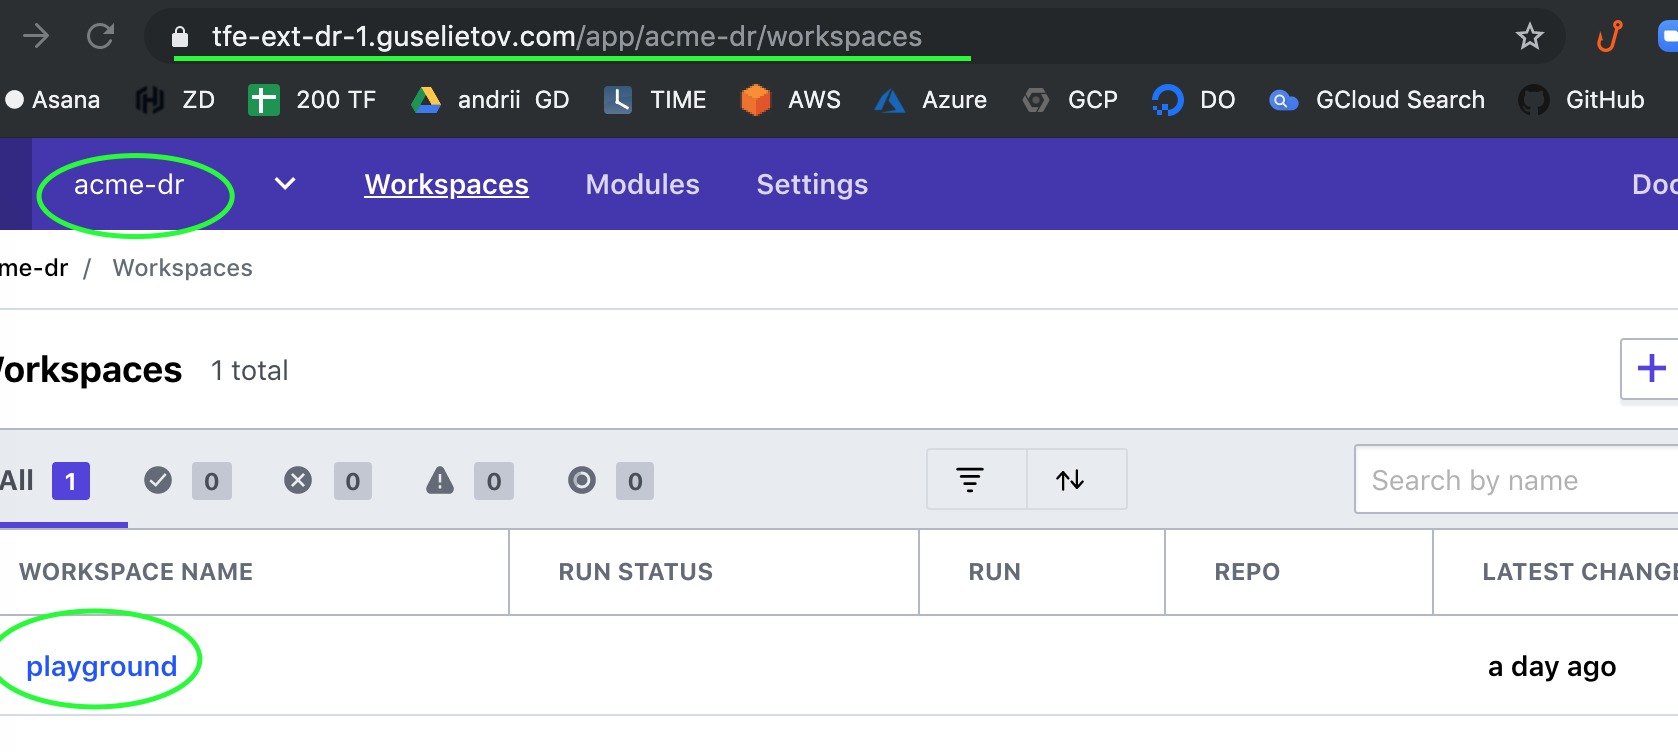 tfe-ext-dr-1.guselietov.com/app/acme-dr/workspaces
Asana ZD 200 TF andrii GD TIME AWS Azure GCP DO GCloud Search GitHub
acme-dr Workspaces Modules Settings Doc
me-dr / Workspaces
orkspaces 1 total
All 1 0 0 0 0 Search by name
WORKSPACE NAME RUN STATUS RUN REPO LATEST CHANGE
playground a day ago